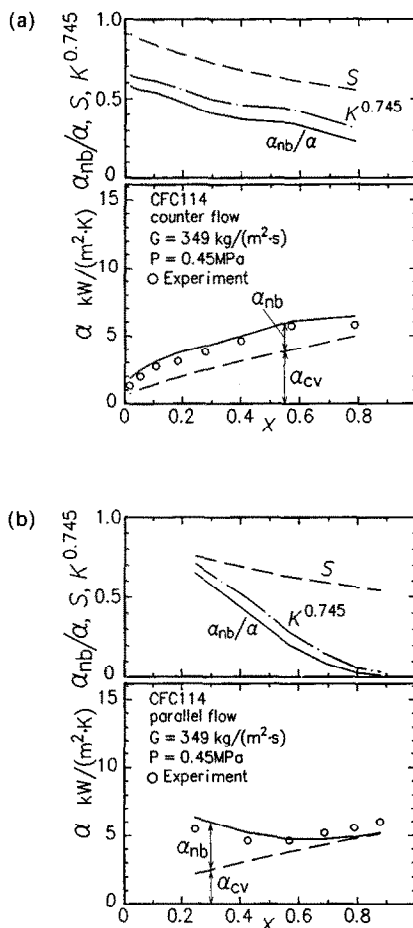 (a)
α_nb/α, S, K^0.745
1.0
0.5
0
S
K^0.745
α_nb/α
α kW/(m²·K)
15
10
5
0
CFC114
counter flow
G = 349 kg/(m²·s)
P = 0.45MPa
○ Experiment
α_nb
α_cv
0 0.2 0.4 0.6 0.8
x
(b)
α_nb/α, S, K^0.745
1.0
0.5
0
S
K^0.745
α_nb/α
α kW/(m²·K)
15
10
5
0
CFC114
parallel flow
G = 349 kg/(m²·s)
P = 0.45MPa
○ Experiment
α_nb
α_cv
0 0.2 0.4 0.6 0.8
x